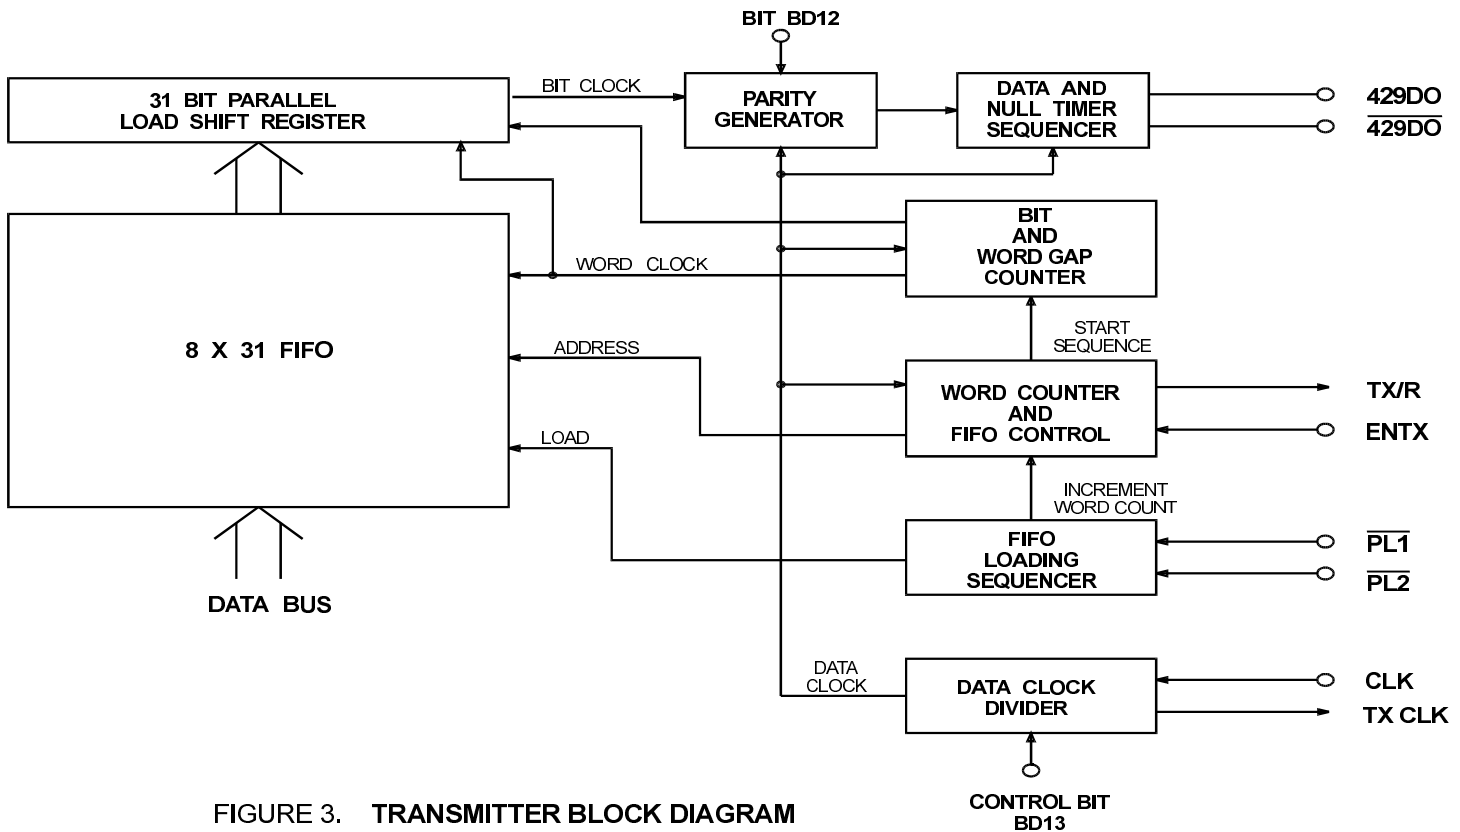 BIT BD12
31 BIT PARALLEL
LOAD SHIFT REGISTER
BIT CLOCK
PARITY
GENERATOR
DATA AND
NULL TIMER
SEQUENCER
429DO
429DO
BIT
AND
WORD GAP
COUNTER
WORD CLOCK
8 X 31 FIFO
START
SEQUENCE
ADDRESS
WORD COUNTER
AND
FIFO CONTROL
TX/R
ENTX
LOAD
INCREMENT
WORD COUNT
FIFO
LOADING
SEQUENCER
PL1
PL2
DATA BUS
DATA
CLOCK
DATA CLOCK
DIVIDER
CLK
TX CLK
CONTROL BIT
BD13
FIGURE 3. TRANSMITTER BLOCK DIAGRAM